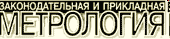 ЗАКОНОДАТЕЛЬНАЯ И ПРИКЛАДНАЯ
МЕТРОЛОГИЯ